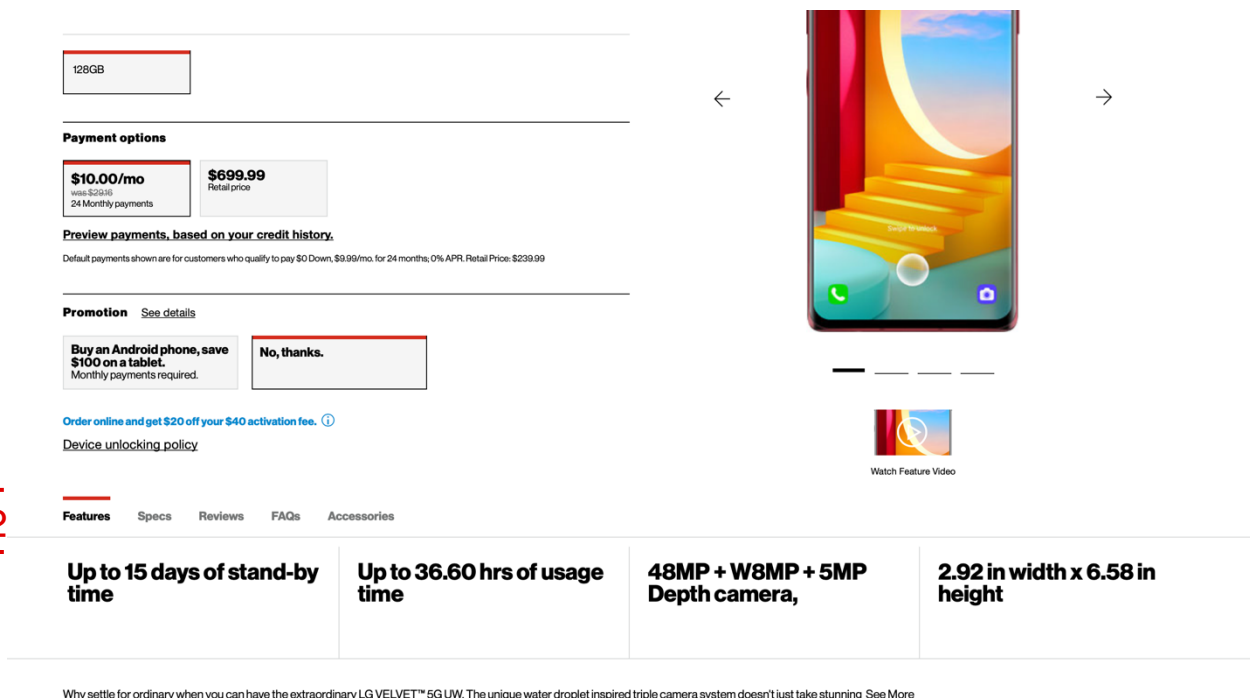 128GB
Payment options
$10.00/mo
was $29.16
24 Monthly payments
$699.99
Retail price
Preview payments, based on your credit history.
Default payments shown are for customers who qualify to pay $0 Down, $9.99/mo. for 24 months; 0% APR. Retail Price: $239.99
Promotion See details
Buy an Android phone, save
$100 on a tablet.
Monthly payments required.
No, thanks.
Order online and get $20 off your $40 activation fee.
Device unlocking policy
Swipe to unlock
Watch Feature Video
Features Specs Reviews FAQs Accessories
Up to 15 days of stand-by
time
Up to 36.60 hrs of usage
time
48MP + W8MP + 5MP
Depth camera,
2.92 in width x 6.58 in
height
Why settle for ordinary when you can have the extraordinary LG VELVET™ 5G UW. The unique water droplet inspired triple camera system doesn't just take stunning See More